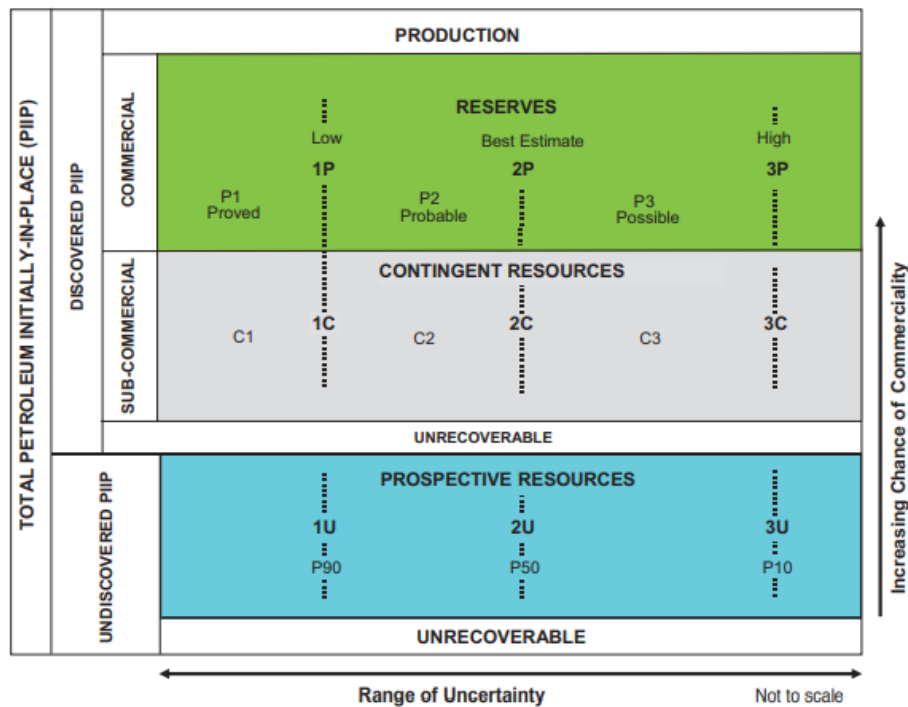 TOTAL PETROLEUM INITIALLY-IN-PLACE (PIIP)
DISCOVERED PIIP
UNDISCOVERED PIIP
COMMERCIAL
SUB-COMMERCIAL
PRODUCTION
RESERVES
Low
Best Estimate
High
1P
2P
3P
P1
Proved
P2
Probable
P3
Possible
CONTINGENT RESOURCES
1C
2C
3C
C1
C2
C3
UNRECOVERABLE
PROSPECTIVE RESOURCES
1U
2U
3U
P90
P50
P10
UNRECOVERABLE
Increasing Chance of Commerciality
Range of Uncertainty
Not to scale